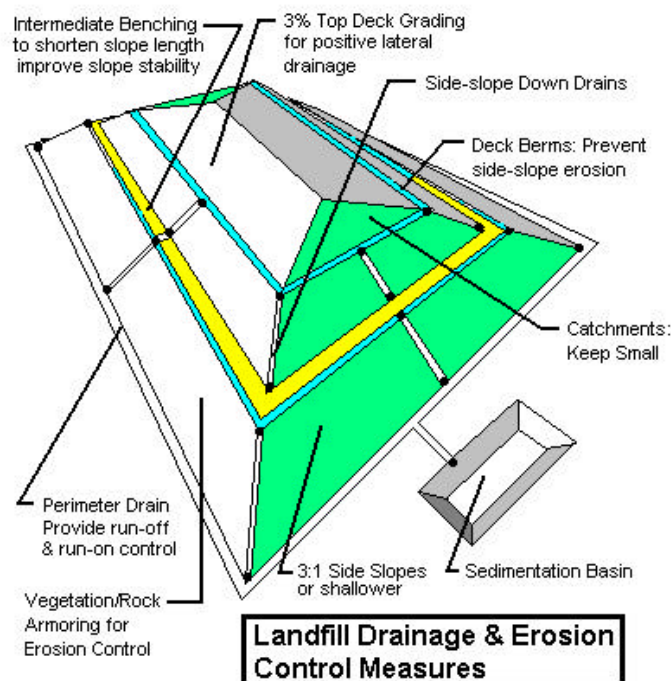 Intermediate Benching
to shorten slope length
improve slope stability
3% Top Deck Grading
for positive lateral
drainage
Side-slope Down Drains
Deck Berms: Prevent
side-slope erosion
Catchments:
Keep Small
Perimeter Drain
Provide run-off
& run-on control
3:1 Side Slopes
or shallower
Sedimentation Basin
Vegetation/Rock
Armoring for
Erosion Control
Landfill Drainage & Erosion
Control Measures